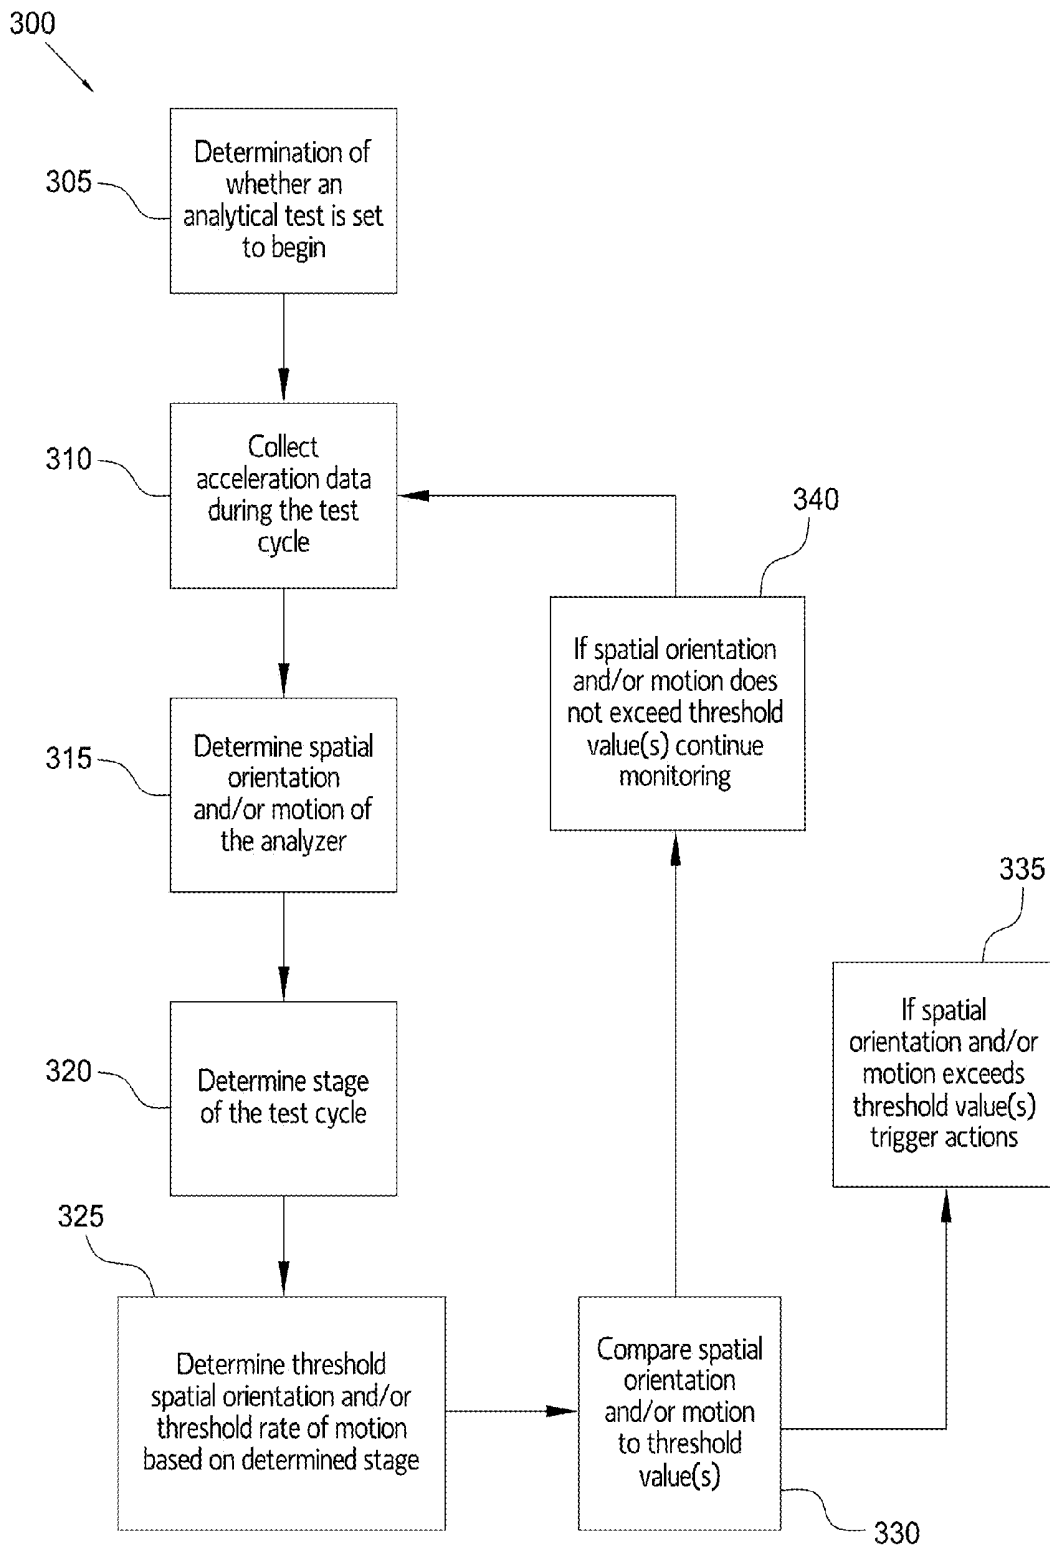 300
305
Determination of
whether an
analytical test is set
to begin
310
Collect
acceleration data
during the test
cycle
315
Determine spatial
orientation
and/or motion of
the analyzer
320
Determine stage
of the test cycle
325
Determine threshold
spatial orientation and/or
threshold rate of motion
based on determined stage
Compare spatial
orientation
and/or motion
to threshold
value(s)
330
340
If spatial orientation
and/or motion does
not exceed threshold
value(s) continue
monitoring
335
If spatial
orientation and/or
motion exceeds
threshold value(s)
trigger actions